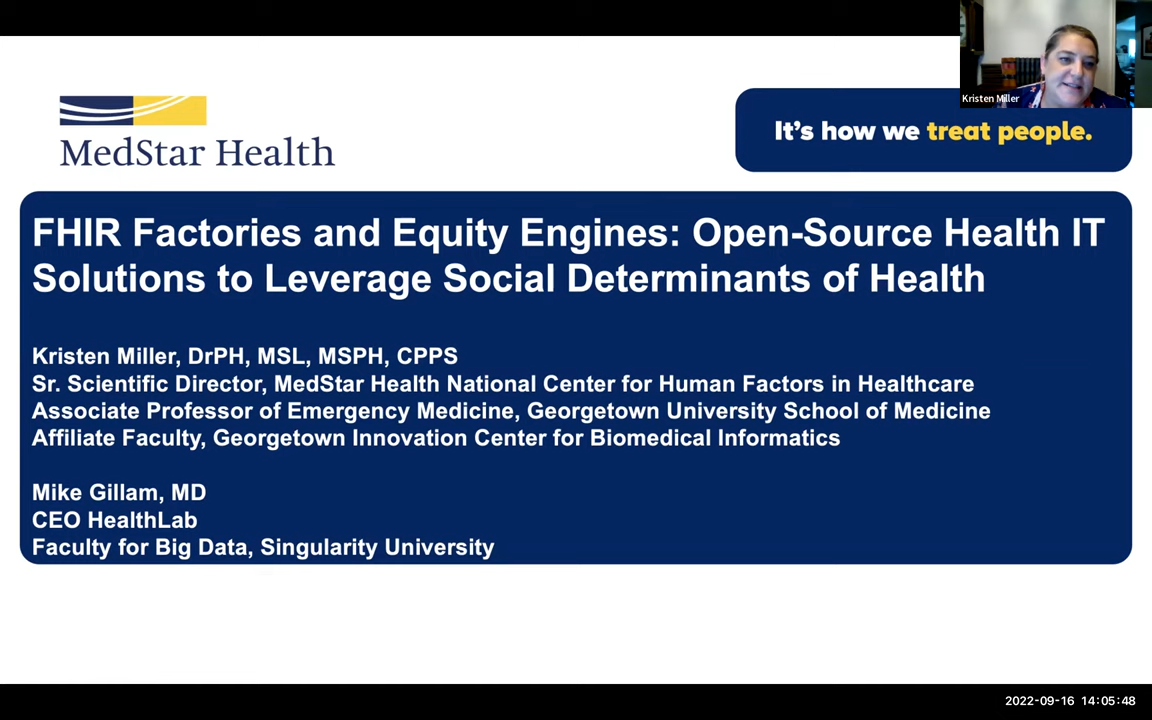 Kristen Miller
MedStar Health
It's how we treat people.
FHIR Factories and Equity Engines: Open-Source Health IT
Solutions to Leverage Social Determinants of Health
Kristen Miller, DrPH, MSL, MSPH, CPPS
Sr. Scientific Director, MedStar Health National Center for Human Factors in Healthcare
Associate Professor of Emergency Medicine, Georgetown University School of Medicine
Affiliate Faculty, Georgetown Innovation Center for Biomedical Informatics
Mike Gillam, MD
CEO HealthLab
Faculty for Big Data, Singularity University
2022-09-16 14:05:48